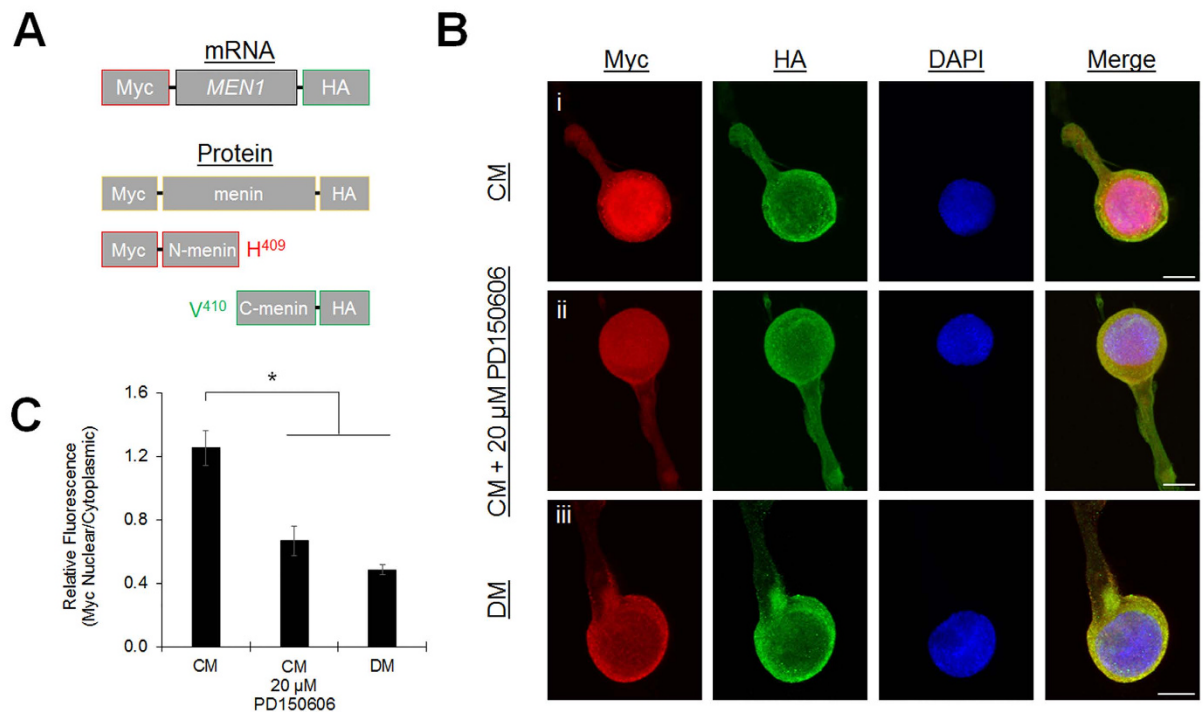 A
mRNA
Myc MEN1 HA
Protein
Myc menin HA
Myc N-menin H409
V410 C-menin HA
B
Myc HA DAPI Merge
i
CM
ii
CM + 20 µM PD150606
iii
DM
C
*
Relative Fluorescence
(Myc Nuclear/Cytoplasmic)
1.6
1.2
0.8
0.4
0.0
CM CM DM
20 µM
PD150606